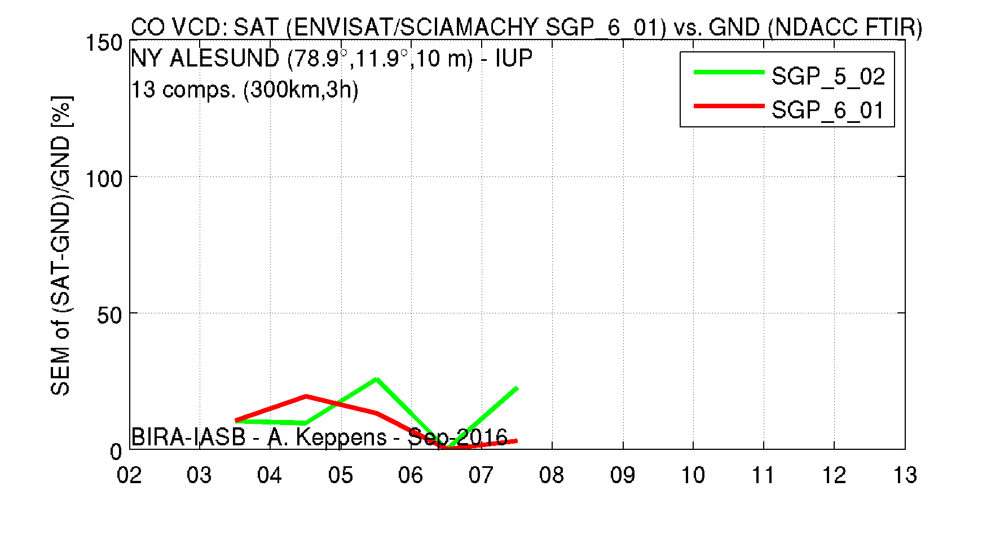 CO VCD: SAT (ENVISAT/SCIAMACHY SGP_6_01) vs. GND (NDACC FTIR)
NY ALESUND (78.9°,11.9°,10 m) - IUP
13 comps. (300km,3h)
SGP_5_02
SGP_6_01
SEM of (SAT-GND)/GND [%]
150
100
50
0
BIRA-IASB - A. Keppens - Sep-2016
02 03 04 05 06 07 08 09 10 11 12 13